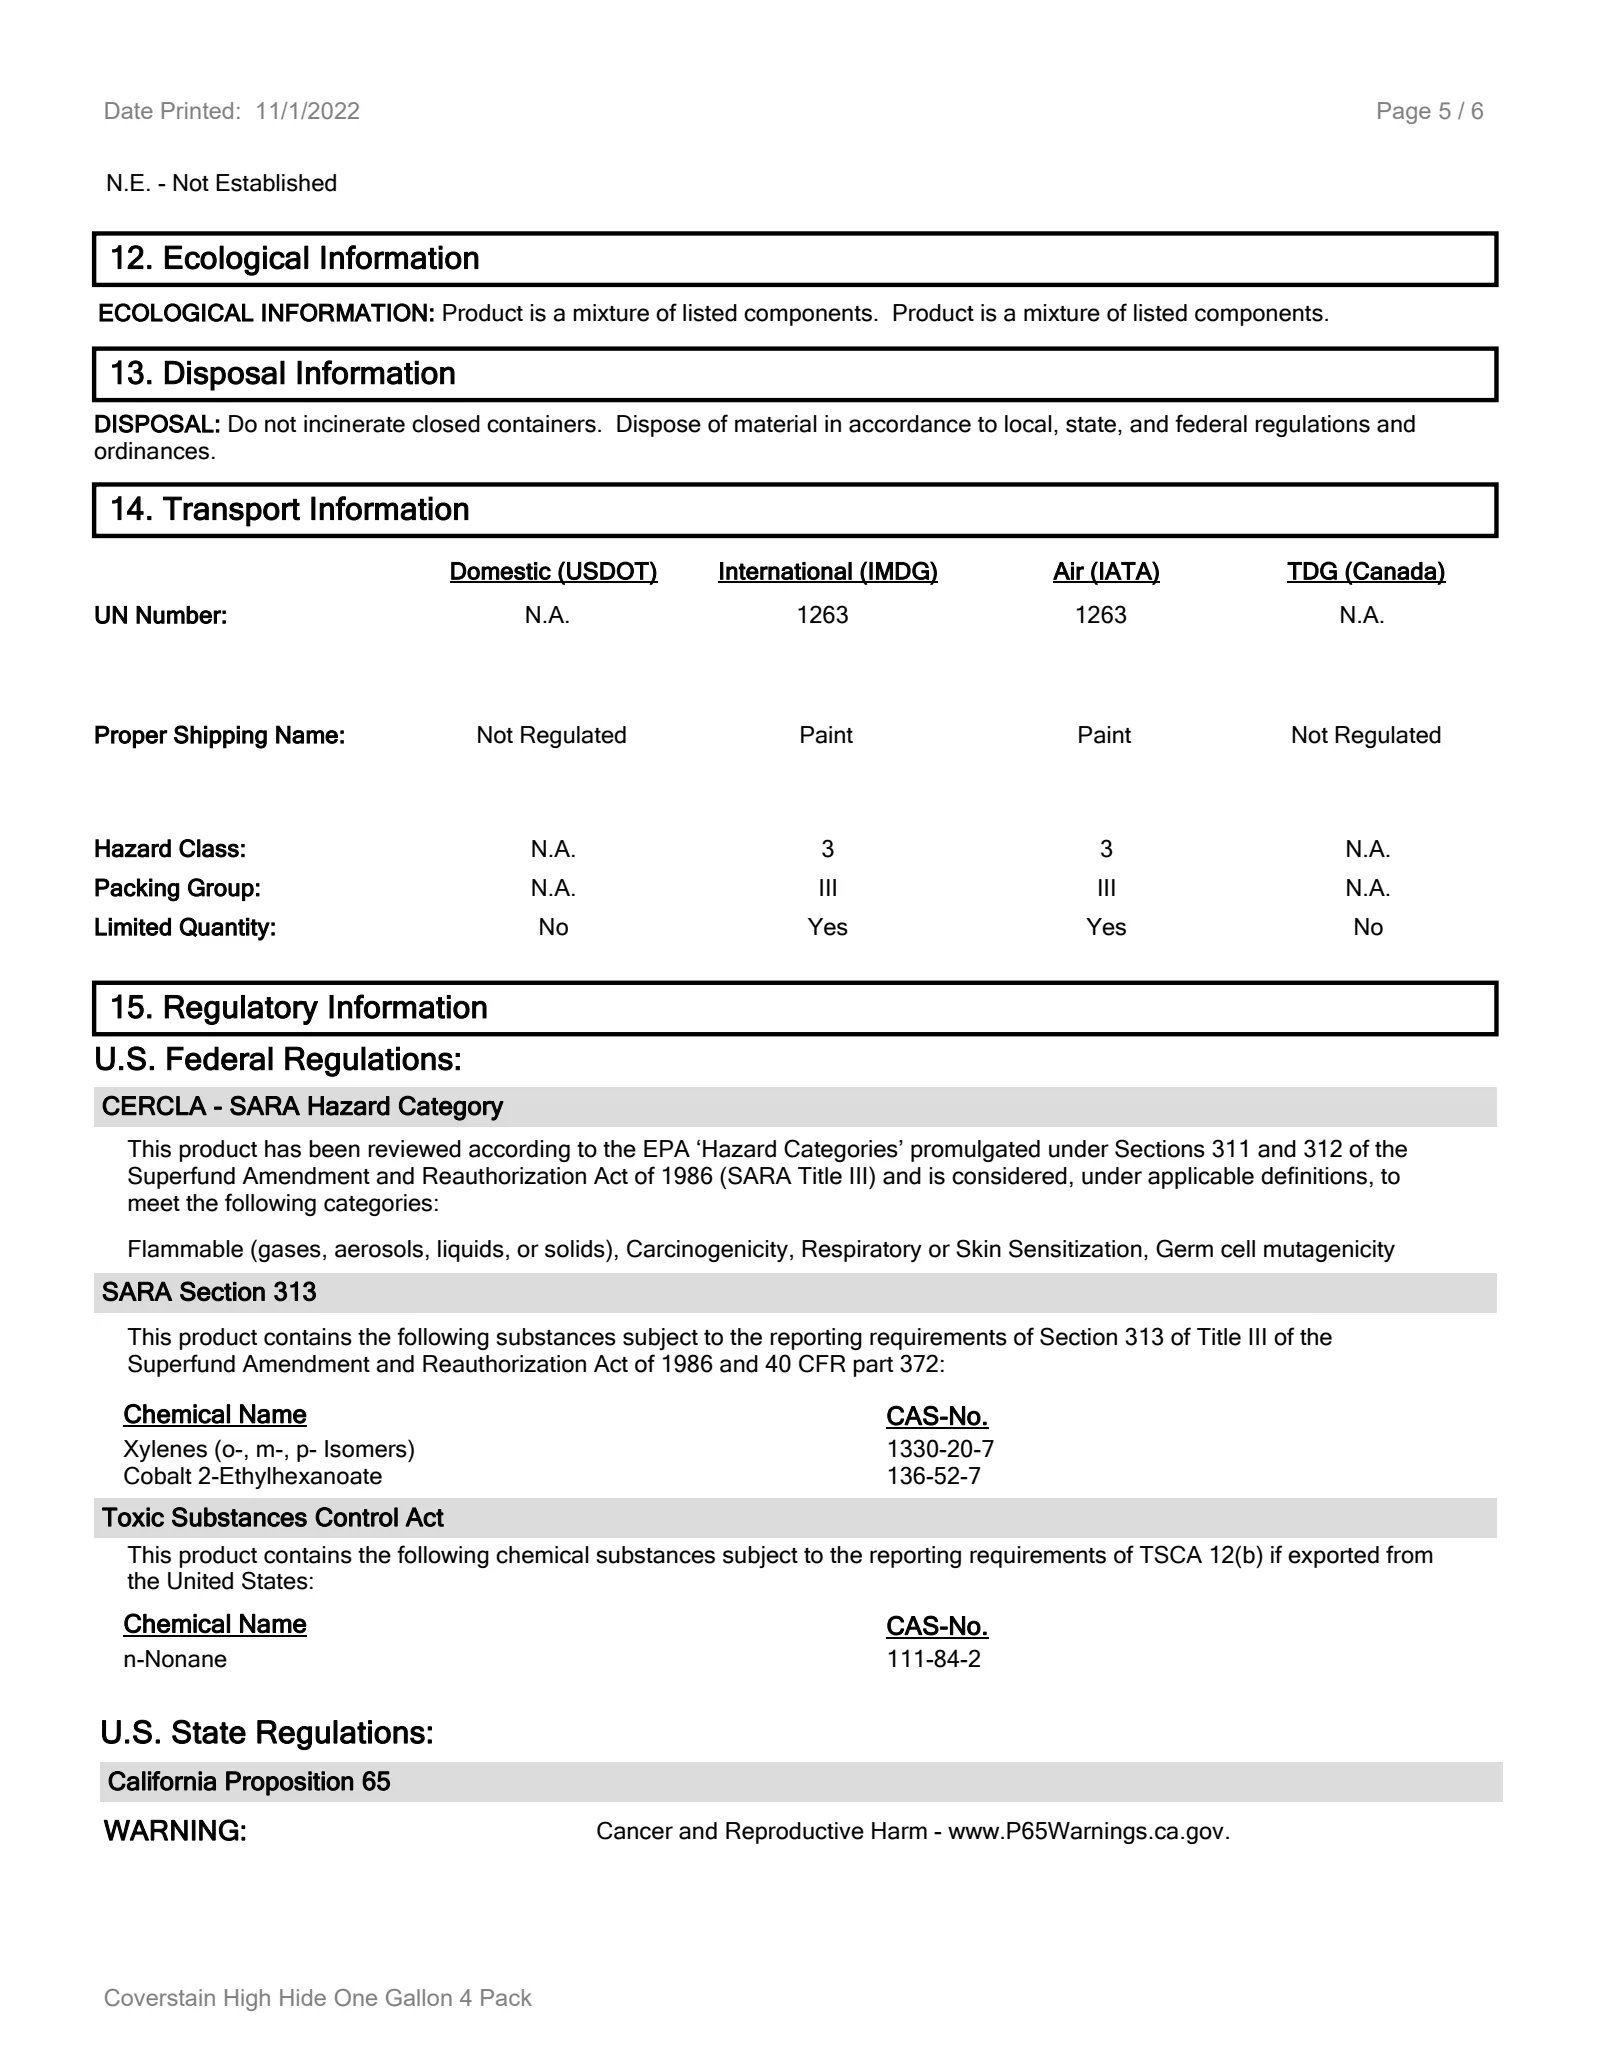 Date Printed: 11/1/2022 Page 5 / 6
N.E. - Not Established
12. Ecological Information
ECOLOGICAL INFORMATION: Product is a mixture of listed components.  Product is a mixture of listed components.
13. Disposal Information
DISPOSAL: Do not incinerate closed containers.  Dispose of material in accordance to local, state, and federal regulations and
ordinances.
14. Transport Information
Domestic (USDOT) International (IMDG) Air (IATA) TDG (Canada)
UN Number: N.A. 1263 1263 N.A.
Proper Shipping Name: Not Regulated Paint Paint Not Regulated
Hazard Class: N.A. 3 3 N.A.
Packing Group: N.A. III III N.A.
Limited Quantity: No Yes Yes No
15. Regulatory Information
U.S. Federal Regulations:
CERCLA - SARA Hazard Category
This product has been reviewed according to the EPA ‘Hazard Categories’ promulgated under Sections 311 and 312 of the
Superfund Amendment and Reauthorization Act of 1986 (SARA Title III) and is considered, under applicable definitions, to
meet the following categories:
Flammable (gases, aerosols, liquids, or solids), Carcinogenicity, Respiratory or Skin Sensitization, Germ cell mutagenicity
SARA Section 313
This product contains the following substances subject to the reporting requirements of Section 313 of Title III of the
Superfund Amendment and Reauthorization Act of 1986 and 40 CFR part 372:
Chemical Name CAS-No.
Xylenes (o-, m-, p- Isomers) 1330-20-7
Cobalt 2-Ethylhexanoate 136-52-7
Toxic Substances Control Act
This product contains the following chemical substances subject to the reporting requirements of TSCA 12(b) if exported from
the United States:
Chemical Name CAS-No.
n-Nonane 111-84-2
U.S. State Regulations:
California Proposition 65
WARNING: Cancer and Reproductive Harm - www.P65Warnings.ca.gov.
Coverstain High Hide One Gallon 4 Pack